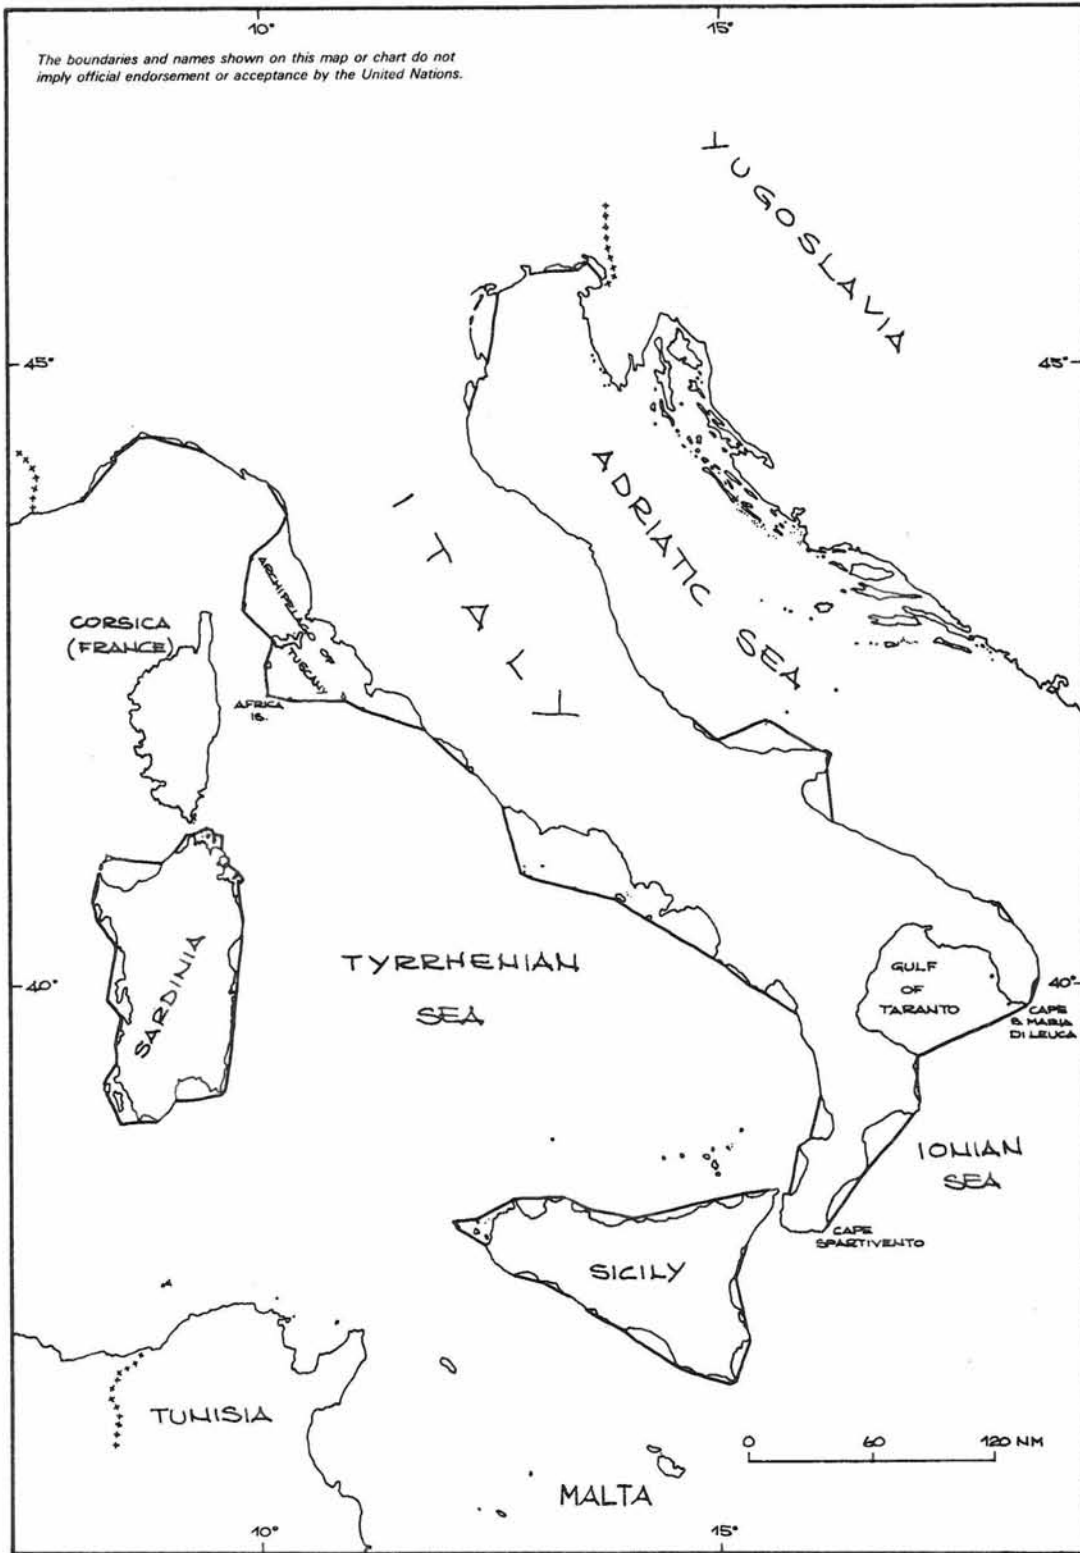 10°
15°
The boundaries and names shown on this map or chart do not
imply official endorsement or acceptance by the United Nations.
YUGOSLAVIA
45°
45°
ADRIATIC
SEA
ITALY
ARCHIPELAGO OF
TUSCANY
CORSICA
(FRANCE)
AFRICA
IS.
SARDINIA
TYRRHENIAN
SEA
GULF
OF
TARANTO
40°
40°
CAPE
S. MARIA
DI LEUCA
IONIAN
SEA
CAPE
SPARTIVENTO
SICILY
TUNISIA
0 60 120 NM
MALTA
10°
15°